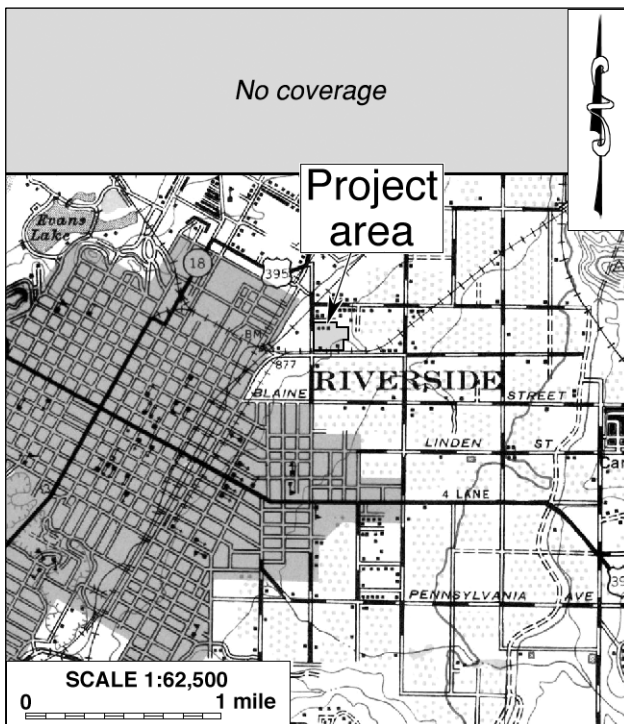 No coverage
Project
area
Evans
Lake
18
395
BM
877
RIVERSIDE
BLAINE
STREET
LINDEN
ST
4 LANE
PENNSYLVANIA
AVE
SCALE 1:62,500
0
1 mile